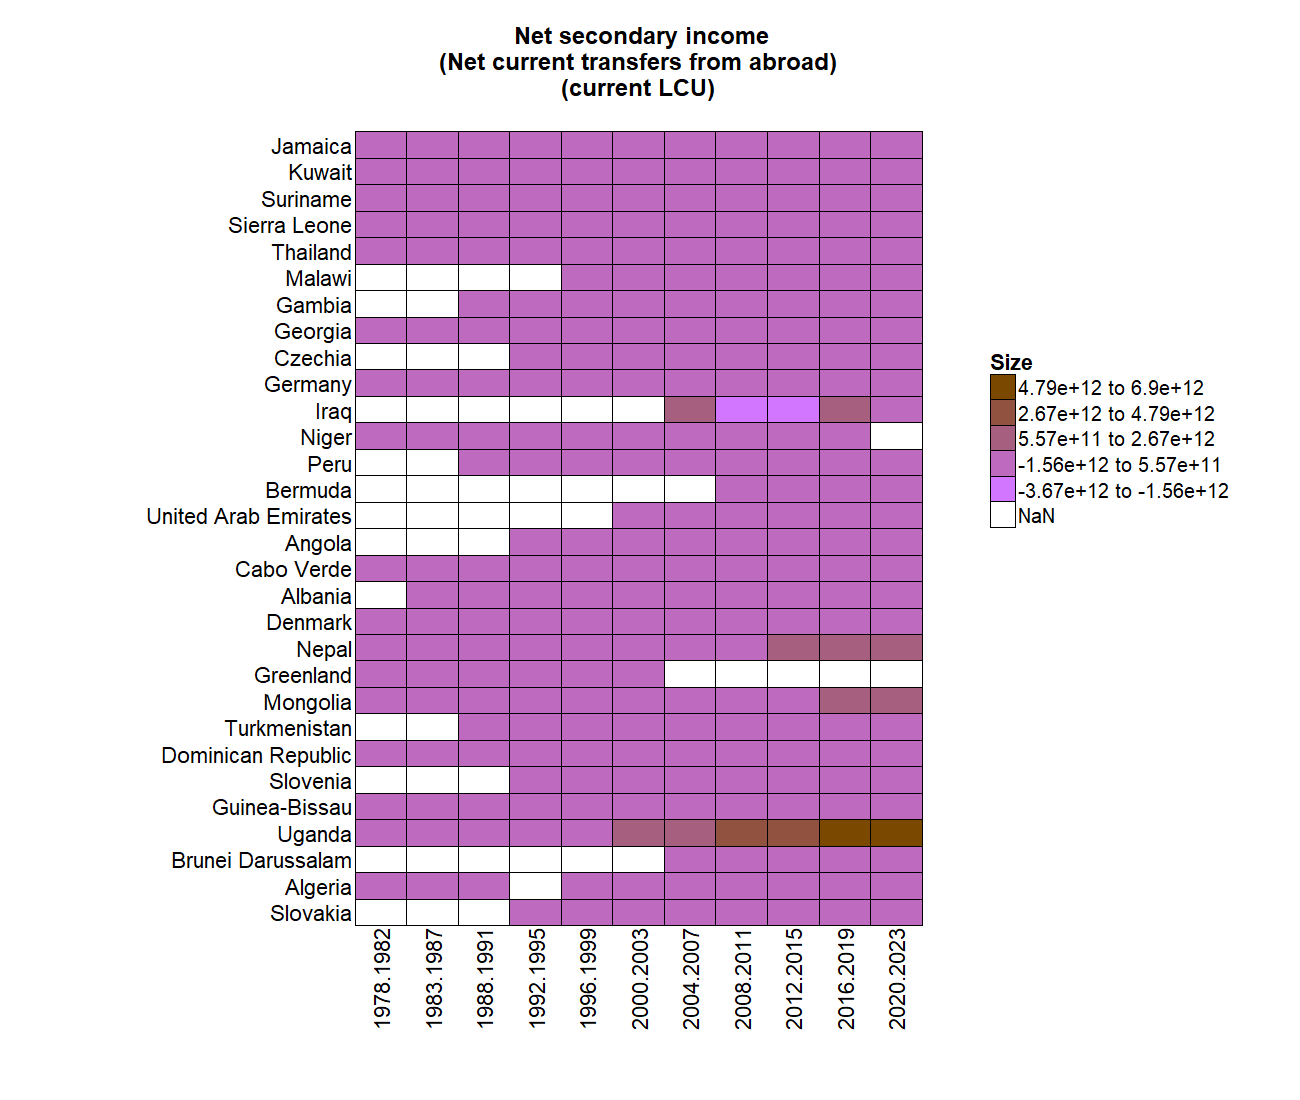 Net secondary income
(Net current transfers from abroad)
(current LCU)
Jamaica
Kuwait
Suriname
Sierra Leone
Thailand
Malawi
Gambia
Georgia
Czechia
Germany
Iraq
Niger
Peru
Bermuda
United Arab Emirates
Angola
Cabo Verde
Albania
Denmark
Nepal
Greenland
Mongolia
Turkmenistan
Dominican Republic
Slovenia
Guinea-Bissau
Uganda
Brunei Darussalam
Algeria
Slovakia
1978.1982
1983.1987
1988.1991
1992.1995
1996.1999
2000.2003
2004.2007
2008.2011
2012.2015
2016.2019
2020.2023
Size
4.79e+12 to 6.9e+12
2.67e+12 to 4.79e+12
5.57e+11 to 2.67e+12
-1.56e+12 to 5.57e+11
-3.67e+12 to -1.56e+12
NaN